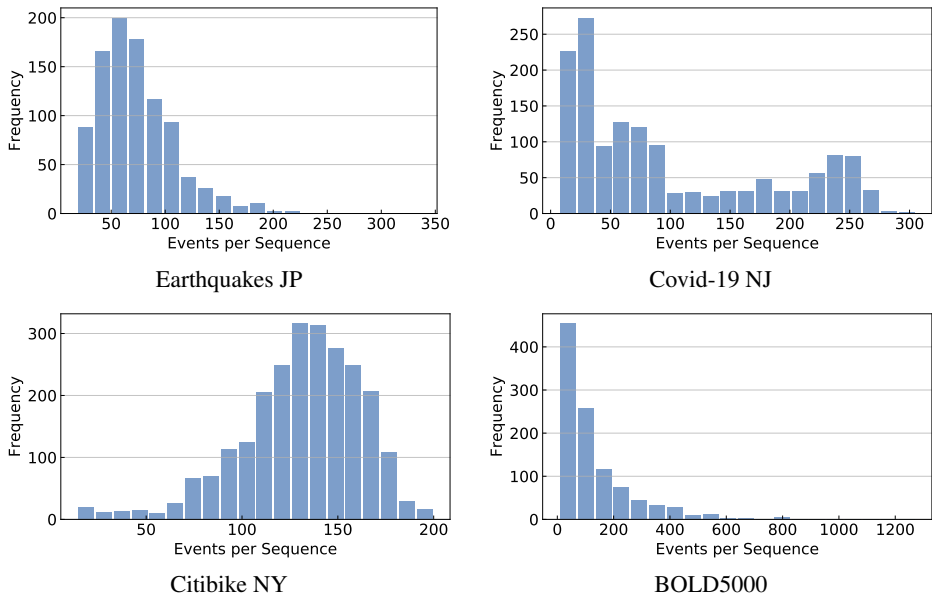 200
150
100
50
0
Frequency
50 100 150 200 250 300 350
Events per Sequence
Earthquakes JP
250
200
150
100
50
0
Frequency
0 50 100 150 200 250 300
Events per Sequence
Covid-19 NJ
300
200
100
0
Frequency
50 100 150 200
Events per Sequence
Citibike NY
400
300
200
100
0
Frequency
0 200 400 600 800 1000 1200
Events per Sequence
BOLD5000